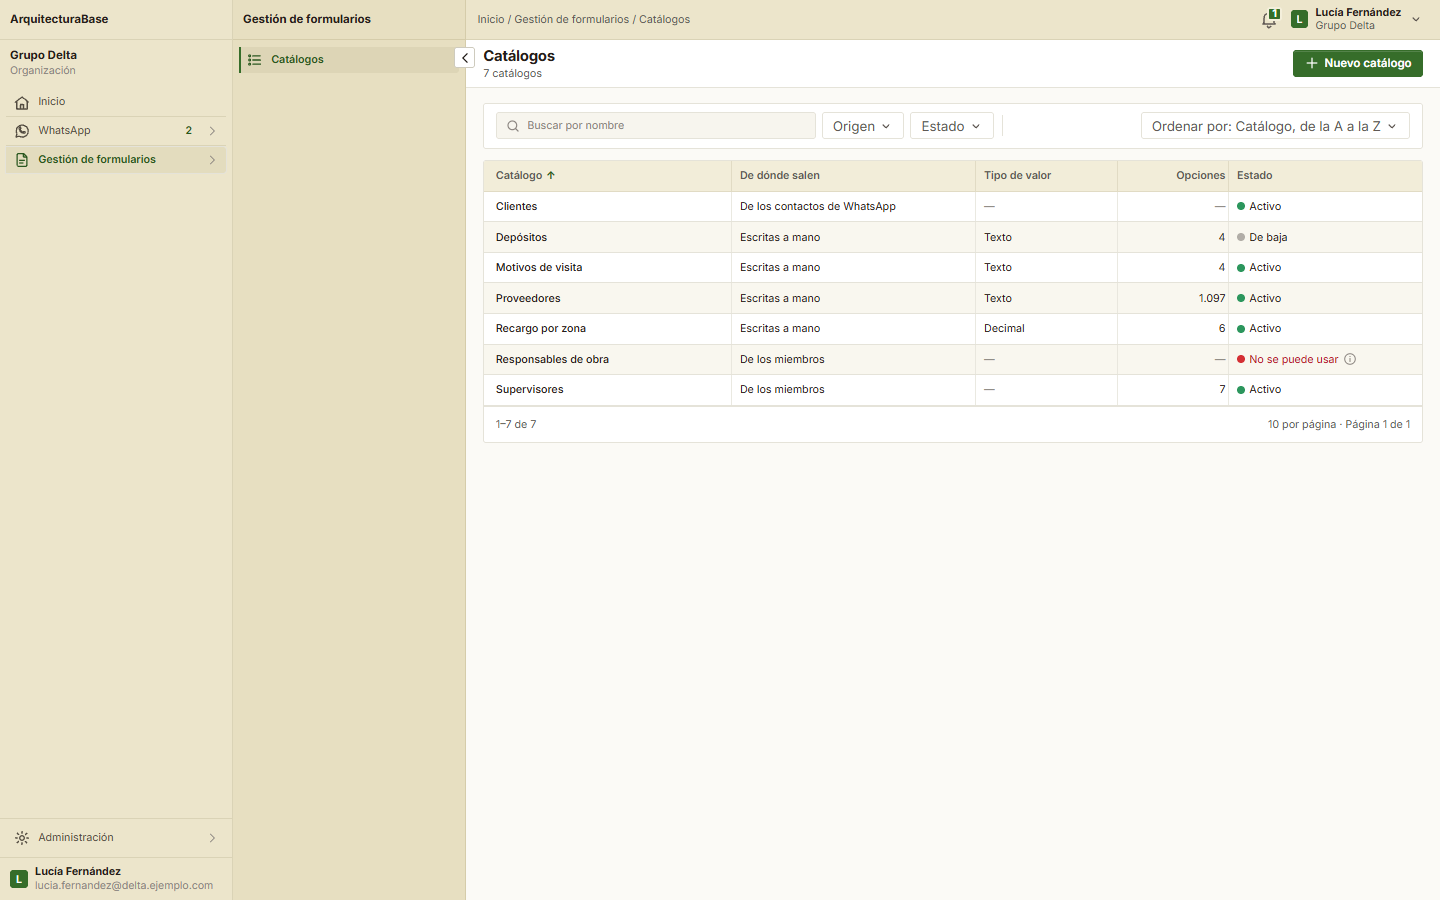 ArquitecturaBase
Grupo Delta
Organización
Inicio
WhatsApp 2
Gestión de formularios
Administración
L Lucía Fernández
lucia.fernandez@delta.ejemplo.com
Gestión de formularios
Catálogos
Inicio / Gestión de formularios / Catálogos
1
L Lucía Fernández
Grupo Delta
Catálogos
7 catálogos
Nuevo catálogo
Buscar por nombre Origen Estado Ordenar por: Catálogo, de la A a la Z
Catálogo De dónde salen Tipo de valor Opciones Estado
Clientes De los contactos de WhatsApp — — Activo
Depósitos Escritas a mano Texto 4 De baja
Motivos de visita Escritas a mano Texto 4 Activo
Proveedores Escritas a mano Texto 1.097 Activo
Recargo por zona Escritas a mano Decimal 6 Activo
Responsables de obra De los miembros — — No se puede usar
Supervisores De los miembros — 7 Activo
1–7 de 7 10 por página · Página 1 de 1